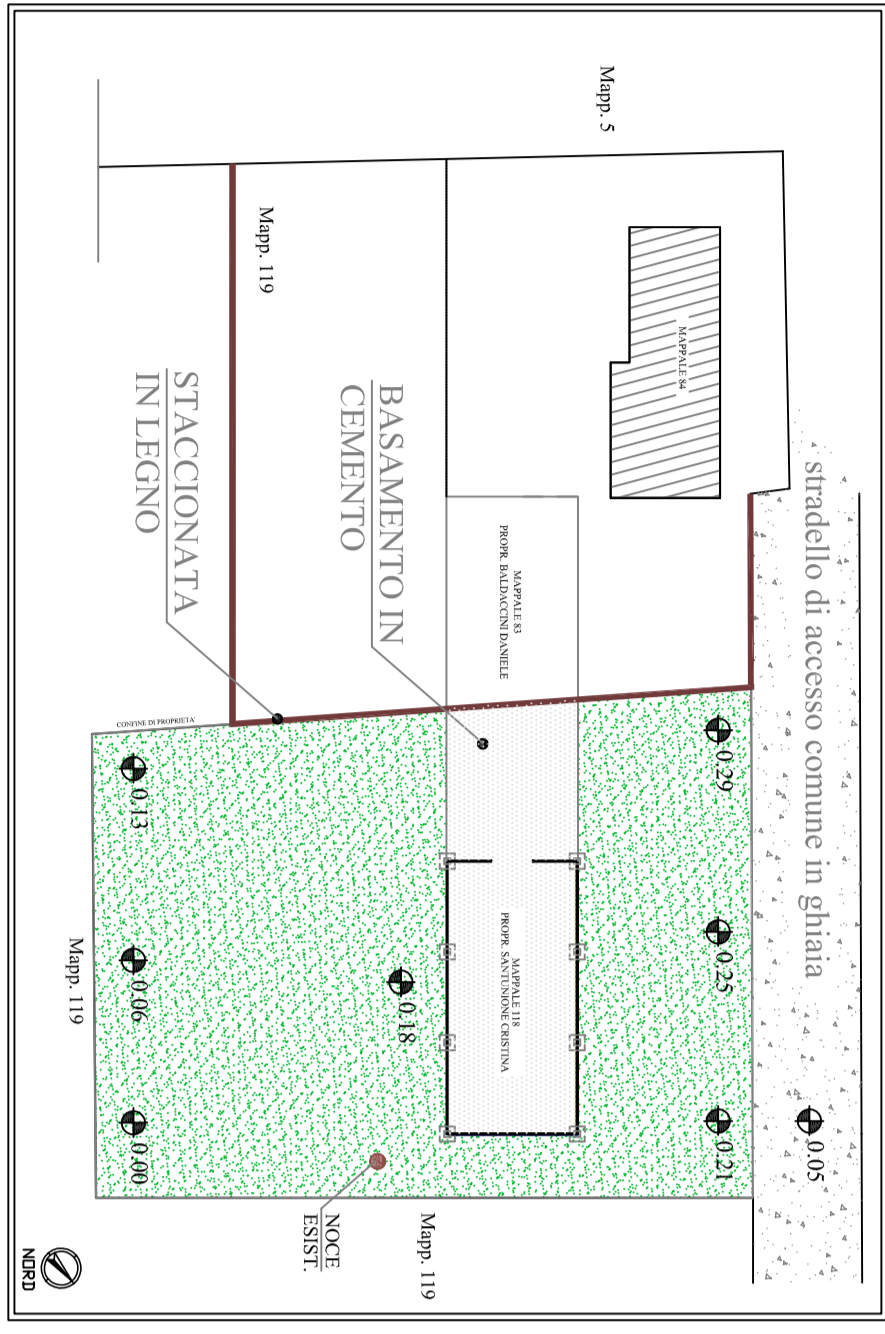 stradello di accesso comune in ghiaia
0.05
Mapp. 5
MAPPALE 84
0.29
0.25
0.21
MAPPALE 83
PROPR. BALDACCINI DANIELE
MAPPALE 118
PROPR. SANTUNIONE CRISTINA
BASAMENTO IN
CEMENTO
0.18
Mapp. 119
NOCE
ESIST.
Mapp. 119
STACCIONATA
IN LEGNO
CONFINE DI PROPRIETA'
0.13
0.06
0.00
Mapp. 119
NORD